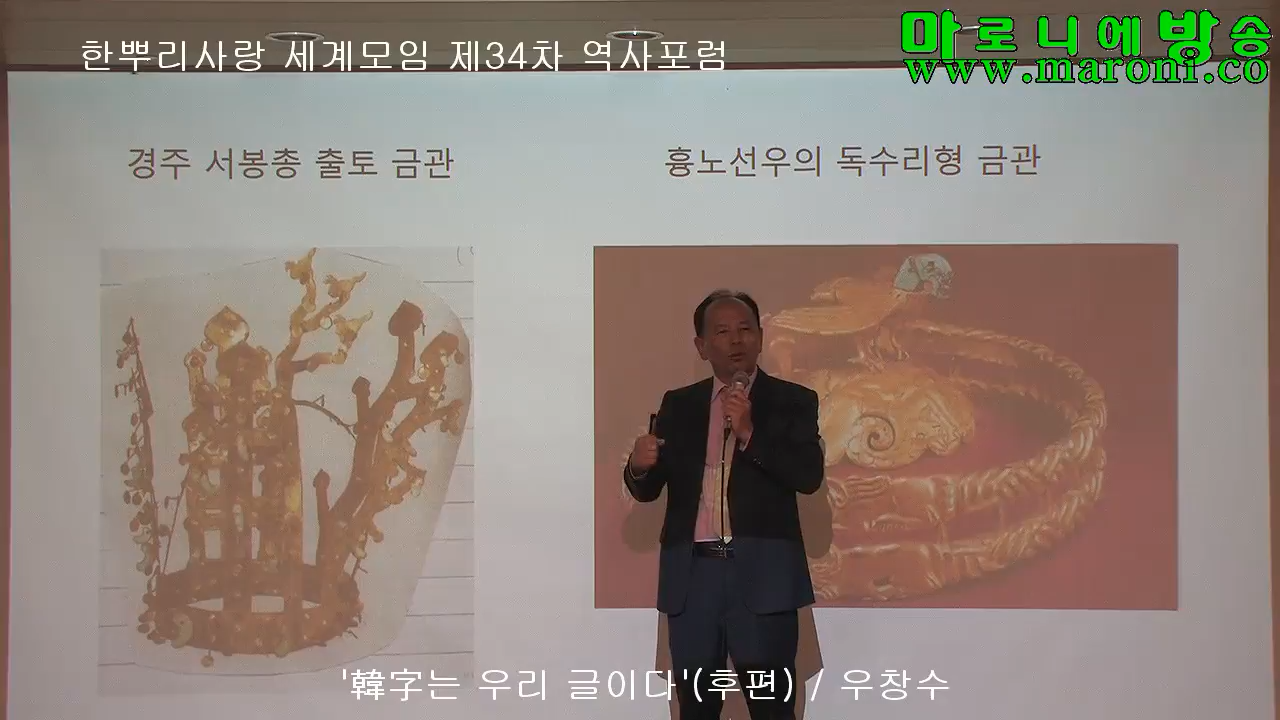 한뿌리사랑 세계모임 제34차 역사포럼
마로니에방송
www.maroni.co
경주 서봉총 출토 금관
흉노선우의 독수리형 금관
'韓字는 우리 글이다'(후편) / 우창수